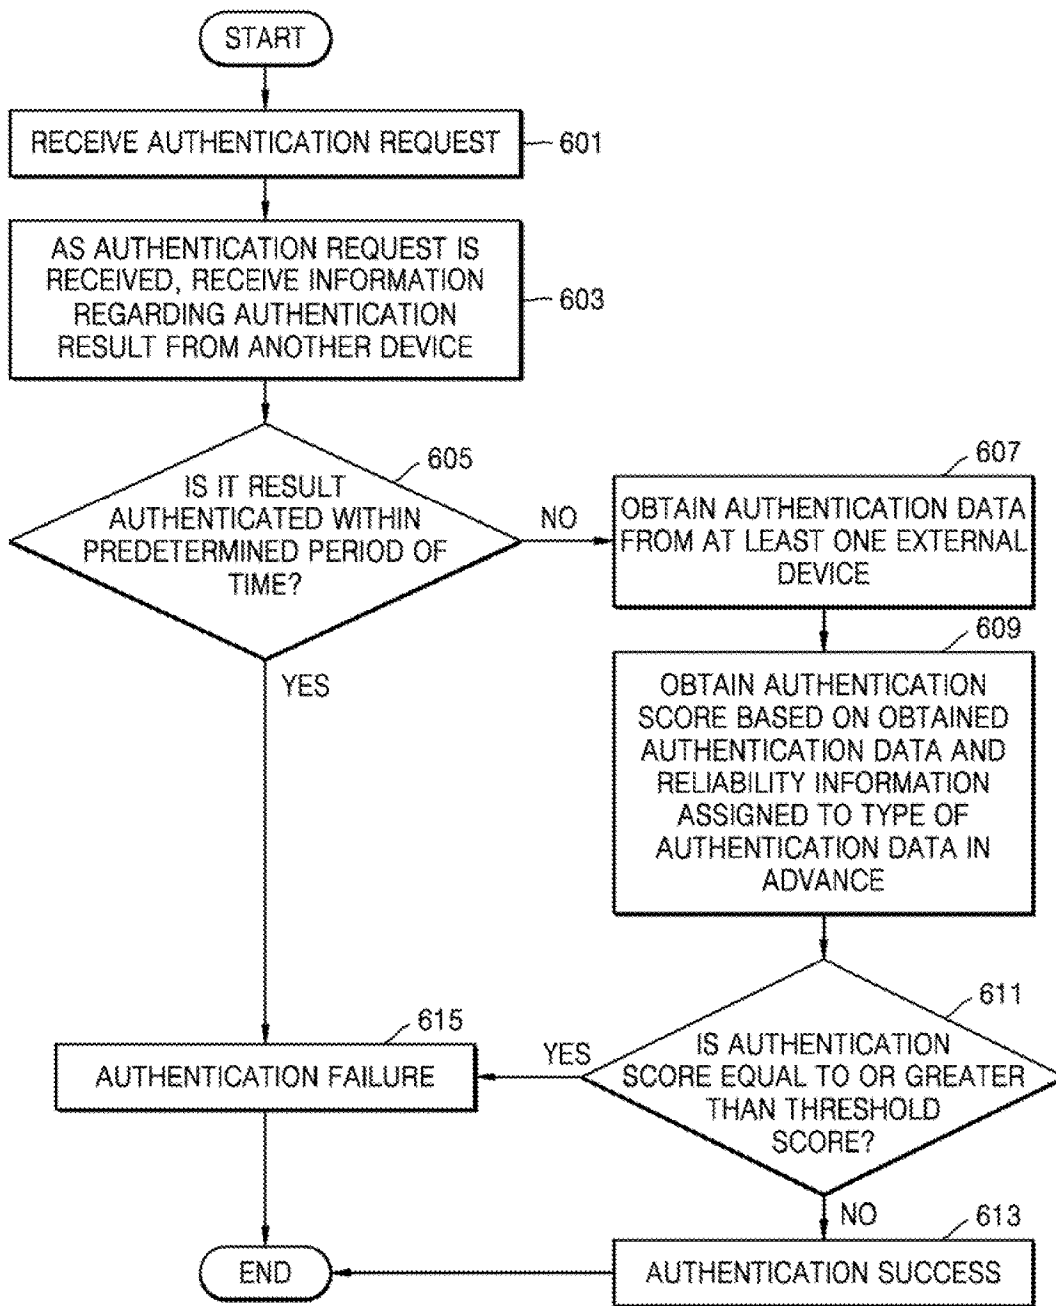 START
RECEIVE AUTHENTICATION REQUEST
601
AS AUTHENTICATION REQUEST IS
RECEIVED, RECEIVE INFORMATION
REGARDING AUTHENTICATION
RESULT FROM ANOTHER DEVICE
603
605
IS IT RESULT
AUTHENTICATED WITHIN
PREDETERMINED PERIOD OF
TIME?
NO
YES
607
OBTAIN AUTHENTICATION DATA
FROM AT LEAST ONE EXTERNAL
DEVICE
609
OBTAIN AUTHENTICATION
SCORE BASED ON OBTAINED
AUTHENTICATION DATA AND
RELIABILITY INFORMATION
ASSIGNED TO TYPE OF
AUTHENTICATION DATA IN
ADVANCE
611
IS AUTHENTICATION
SCORE EQUAL TO OR GREATER
THAN THRESHOLD
SCORE?
YES
615
AUTHENTICATION FAILURE
NO
613
AUTHENTICATION SUCCESS
END